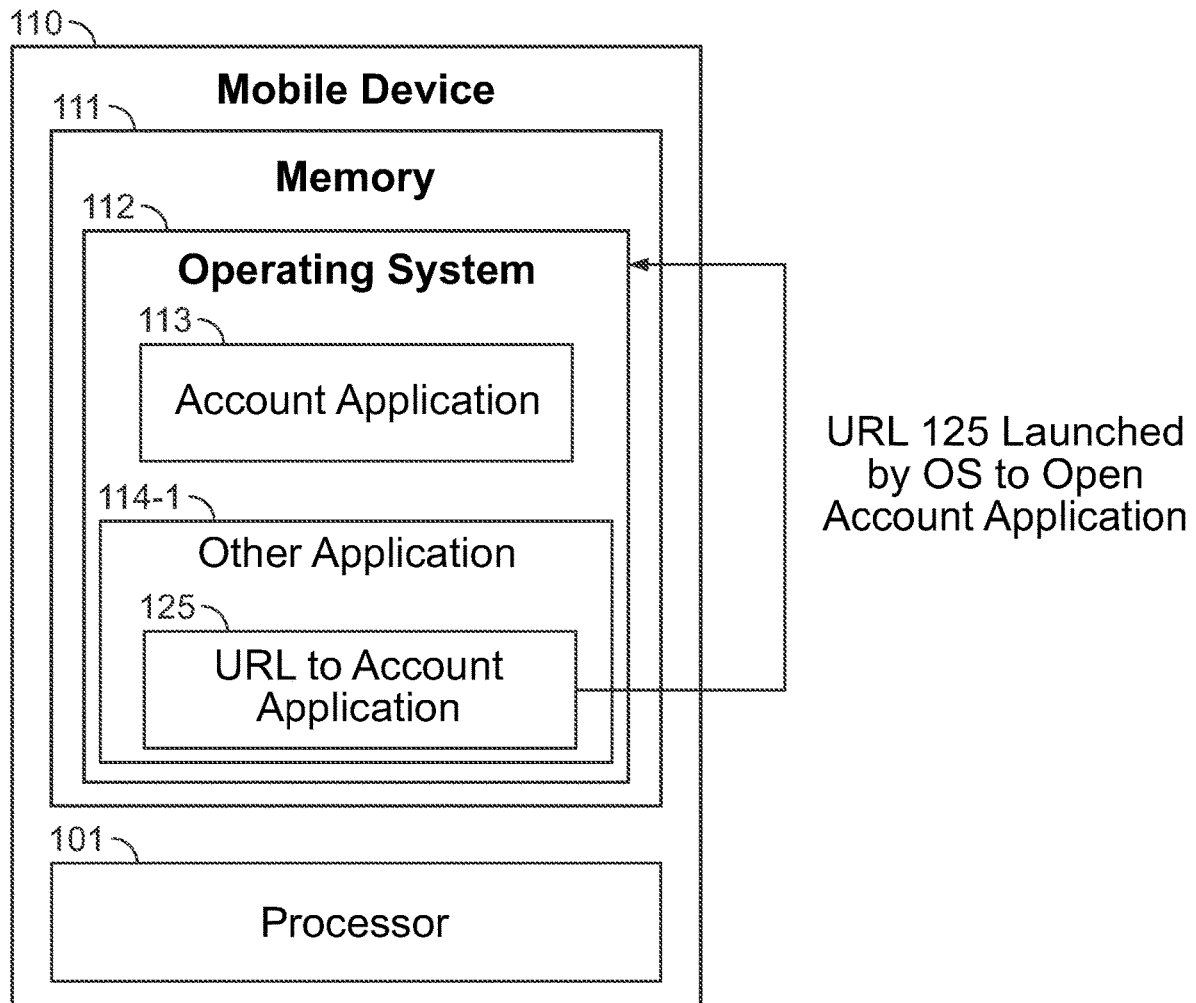 110
Mobile Device
111
Memory
112
Operating System
113
Account Application
114-1
Other Application
125
URL to Account
Application
URL 125 Launched
by OS to Open
Account Application
101
Processor